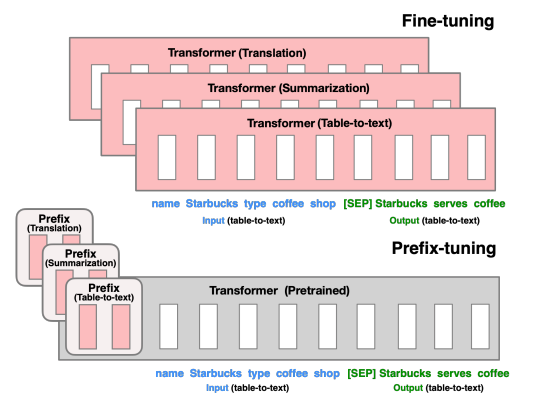 Fine-tuning
Transformer (Translation)
Transformer (Summarization)
Transformer (Table-to-text)
name Starbucks type coffee shop [SEP] Starbucks serves coffee
Input (table-to-text) Output (table-to-text)
Prefix-tuning
Prefix
(Translation)
Prefix
(Summarization)
Prefix
(Table-to-text)
Transformer (Pretrained)
name Starbucks type coffee shop [SEP] Starbucks serves coffee
Input (table-to-text) Output (table-to-text)